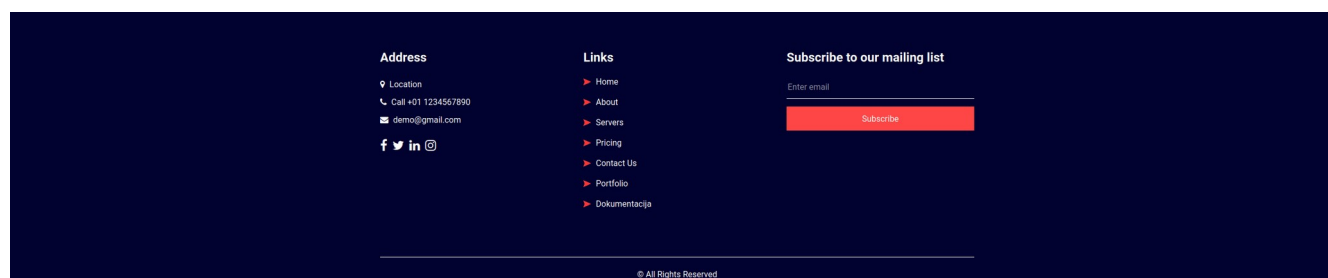 Address
Location
Call +01 1234567890
demo@gmail.com
Links
Home
About
Servers
Pricing
Contact Us
Portfolio
Dokumentacija
Subscribe to our mailing list
Enter email
Subscribe
© All Rights Reserved